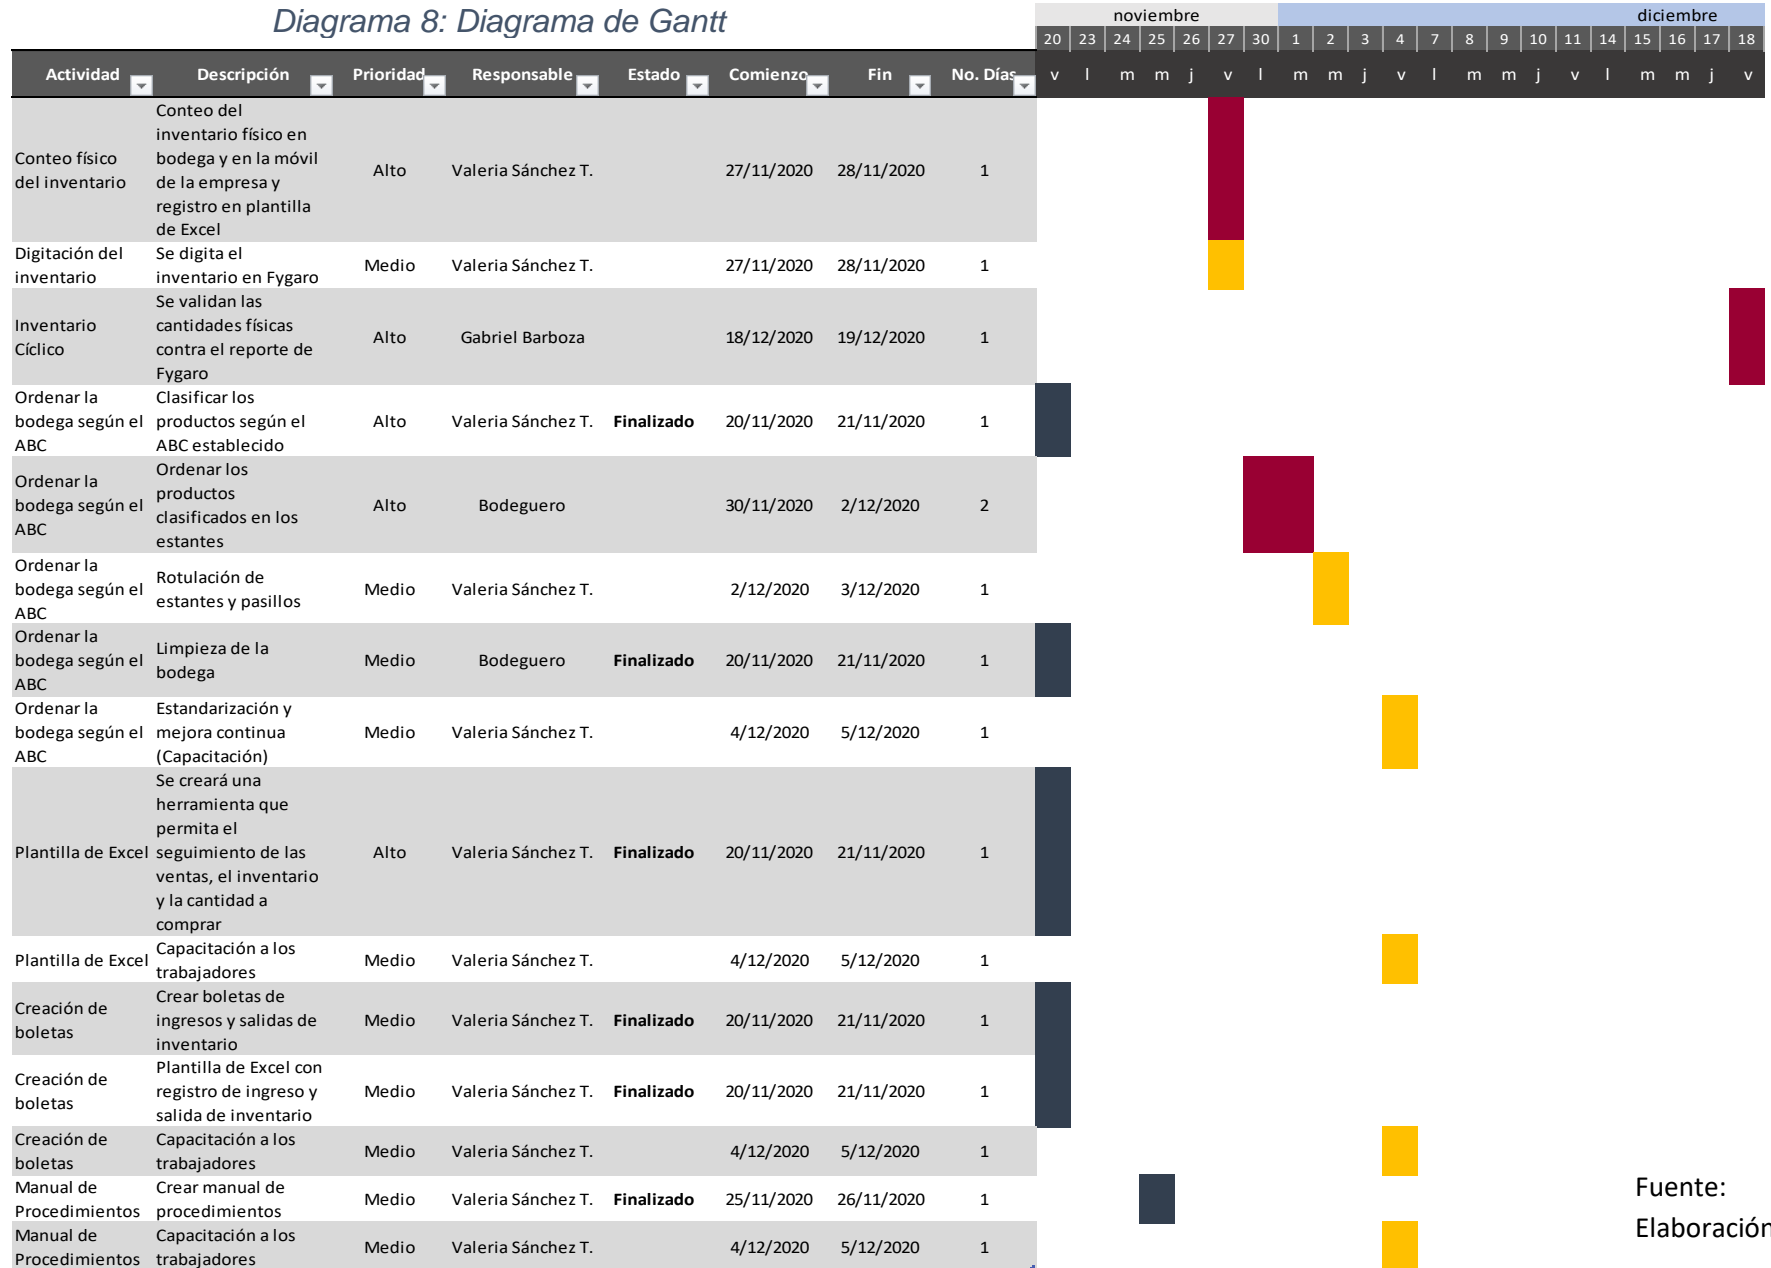 Diagrama 8: Diagrama de Gantt
noviembre diciembre
20 23 24 25 26 27 30 1 2 3 4 7 8 9 10 11 14 15 16 17 18
Actividad Descripción Prioridad Responsable Estado Comienzo Fin No. Días v l m m j v l m m j v l m m j v l m m j v
Conteo físico
del inventario
Conteo del
inventario físico en
bodega y en la móvil
de la empresa y
registro en plantilla
de Excel
Alto Valeria Sánchez T. 27/11/2020 28/11/2020 1
Digitación del
inventario
Se digita el
inventario en Fygaro
Medio Valeria Sánchez T. 27/11/2020 28/11/2020 1
Inventario
Cíclico
Se validan las
cantidades físicas
contra el reporte de
Fygaro
Alto Gabriel Barboza 18/12/2020 19/12/2020 1
Ordenar la
bodega según el
ABC
Clasificar los
productos según el
ABC establecido
Alto Valeria Sánchez T. Finalizado 20/11/2020 21/11/2020 1
Ordenar la
bodega según el
ABC
Ordenar los
productos
clasificados en los
estantes
Alto Bodeguero 30/11/2020 2/12/2020 2
Ordenar la
bodega según el
ABC
Rotulación de
estantes y pasillos
Medio Valeria Sánchez T. 2/12/2020 3/12/2020 1
Ordenar la
bodega según el
ABC
Limpieza de la
bodega
Medio Bodeguero Finalizado 20/11/2020 21/11/2020 1
Ordenar la
bodega según el
ABC
Estandarización y
mejora continua
(Capacitación)
Medio Valeria Sánchez T. 4/12/2020 5/12/2020 1
Plantilla de Excel
Se creará una
herramienta que
permita el
seguimiento de las
ventas, el inventario
y la cantidad a
comprar
Alto Valeria Sánchez T. Finalizado 20/11/2020 21/11/2020 1
Plantilla de Excel
Capacitación a los
trabajadores
Medio Valeria Sánchez T. 4/12/2020 5/12/2020 1
Creación de
boletas
Crear boletas de
ingresos y salidas de
inventario
Medio Valeria Sánchez T. Finalizado 20/11/2020 21/11/2020 1
Creación de
boletas
Plantilla de Excel con
registro de ingreso y
salida de inventario
Medio Valeria Sánchez T. Finalizado 20/11/2020 21/11/2020 1
Creación de
boletas
Capacitación a los
trabajadores
Medio Valeria Sánchez T. 4/12/2020 5/12/2020 1
Manual de
Procedimientos
Crear manual de
procedimientos
Medio Valeria Sánchez T. Finalizado 25/11/2020 26/11/2020 1
Manual de
Procedimientos
Capacitación a los
trabajadores
Medio Valeria Sánchez T. 4/12/2020 5/12/2020 1
Fuente:
Elaboración